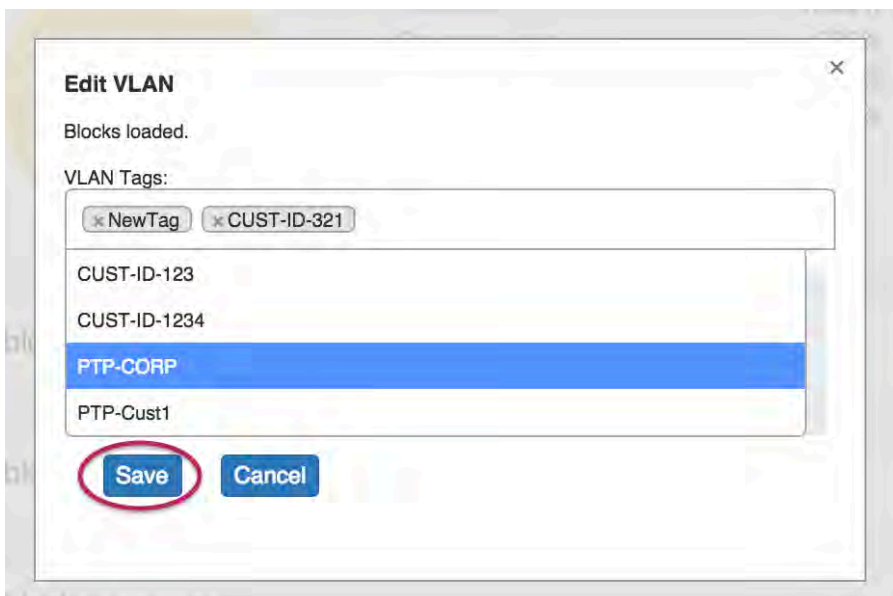 Edit VLAN
×
Blocks loaded.
VLAN Tags:
× NewTag × CUST-ID-321
CUST-ID-123
CUST-ID-1234
PTP-CORP
PTP-Cust1
Save Cancel